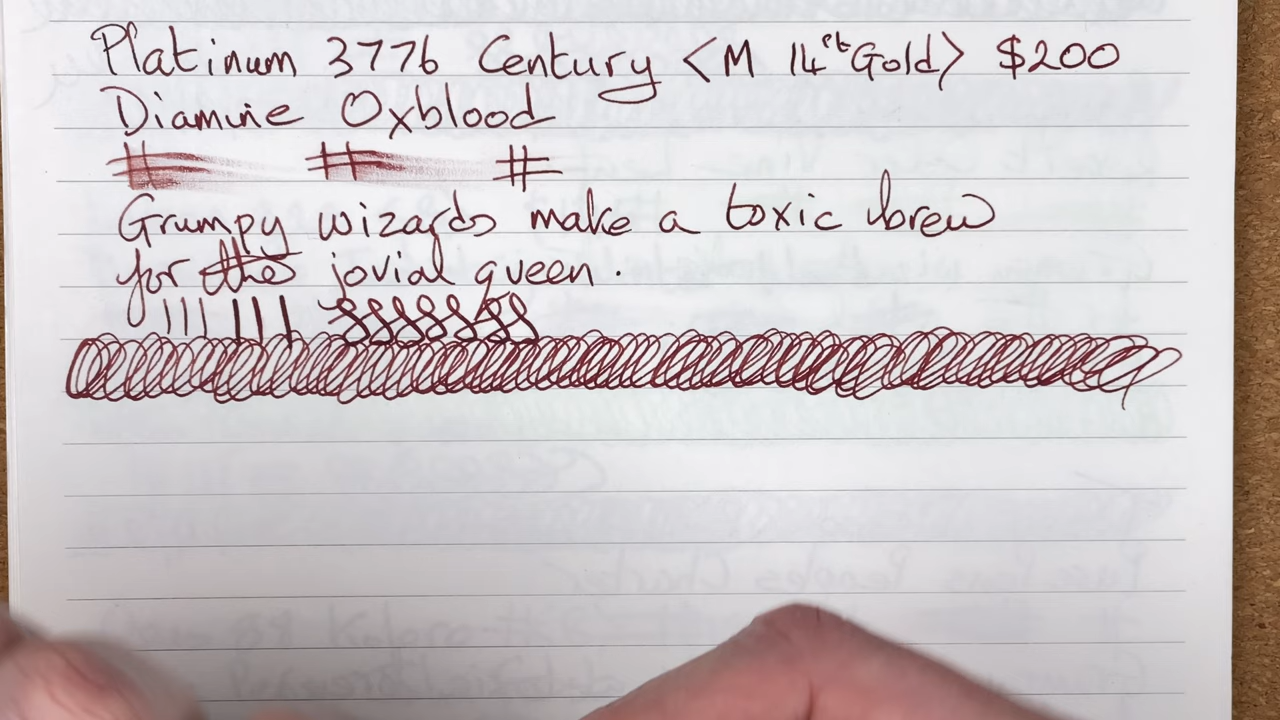 Platinum 3776 Century <M 14ct Gold> $200
Diamine Oxblood
# # #
Grumpy wizards make a toxic brew
for the jovial queen.